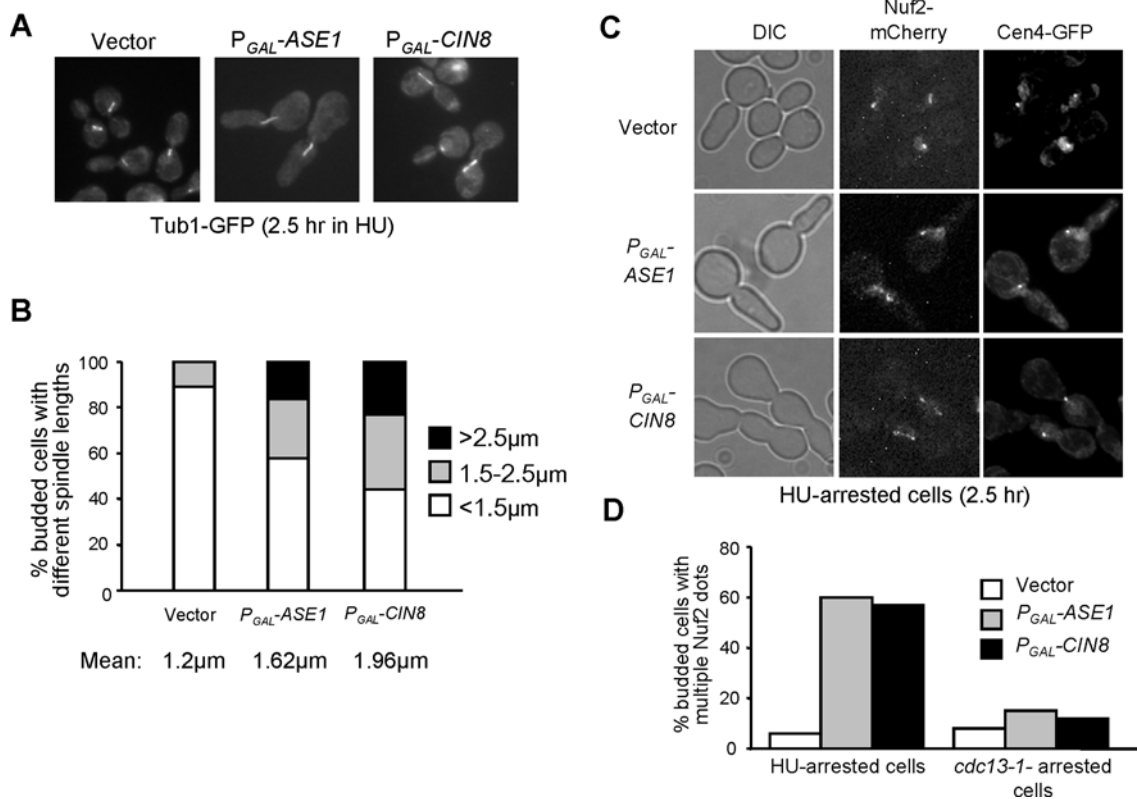 A
Vector
PGAL-ASE1
PGAL-CIN8
Tub1-GFP (2.5 hr in HU)
B
% budded cells with
different spindle lengths
100
80
60
40
20
0
Vector
PGAL-ASE1
PGAL-CIN8
>2.5µm
1.5-2.5µm
<1.5µm
Mean: 1.2µm 1.62µm 1.96µm
C
DIC
Nuf2-
mCherry
Cen4-GFP
Vector
PGAL-
ASE1
PGAL-
CIN8
HU-arrested cells (2.5 hr)
D
% budded cells with
multiple Nuf2 dots
80
60
40
20
0
Vector
PGAL-ASE1
PGAL-CIN8
HU-arrested cells
cdc13-1- arrested
cells